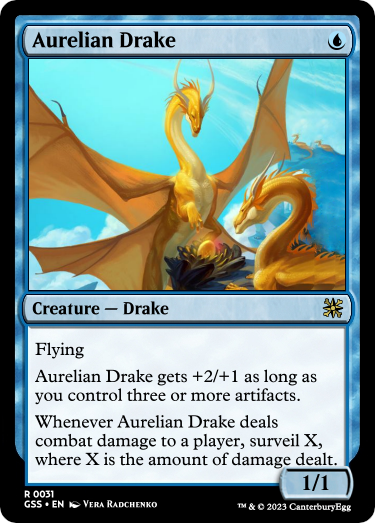 Aurelian Drake
Creature — Drake
Flying
Aurelian Drake gets +2/+1 as long as
you control three or more artifacts.
Whenever Aurelian Drake deals
combat damage to a player, surveil X,
where X is the amount of damage dealt.
1/1
R 0031
GSS • EN Vera Radchenko
™ & © 2023 CanterburyEgg